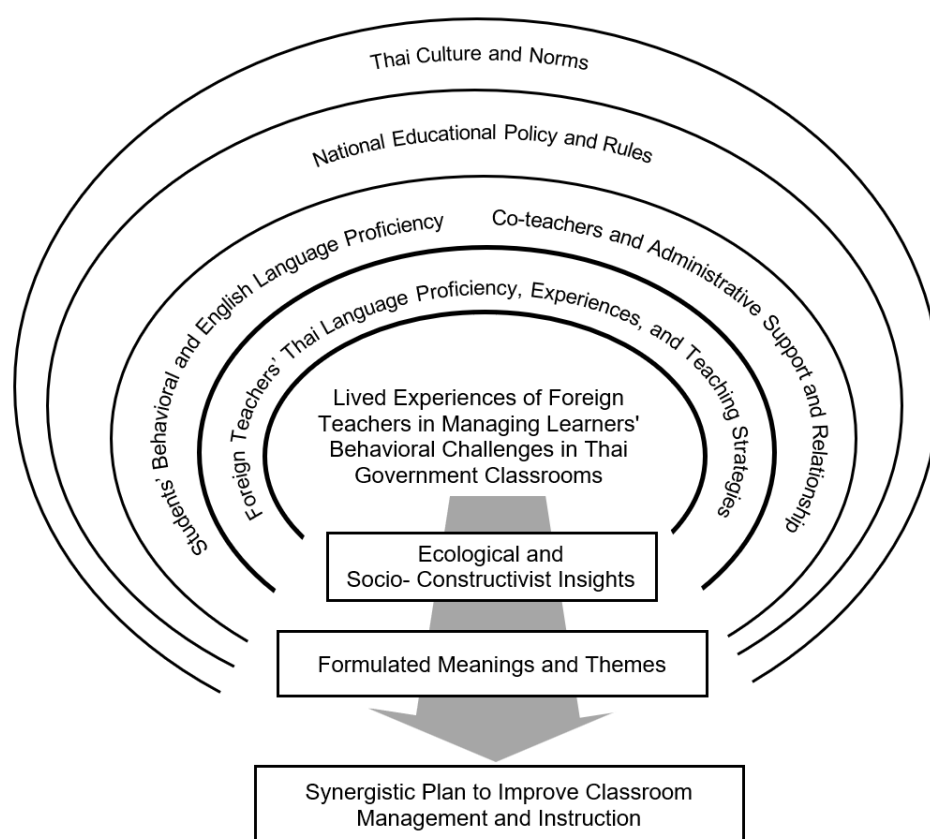 Thai Culture and Norms
National Educational Policy and Rules
Students' Behavioral and English Language Proficiency
Co-teachers and Administrative Support and Relationship
Foreign Teachers' Thai Language Proficiency, Experiences, and Teaching Strategies
Lived Experiences of Foreign
Teachers in Managing Learners'
Behavioral Challenges in Thai
Government Classrooms
Ecological and
Socio- Constructivist Insights
Formulated Meanings and Themes
Synergistic Plan to Improve Classroom
Management and Instruction